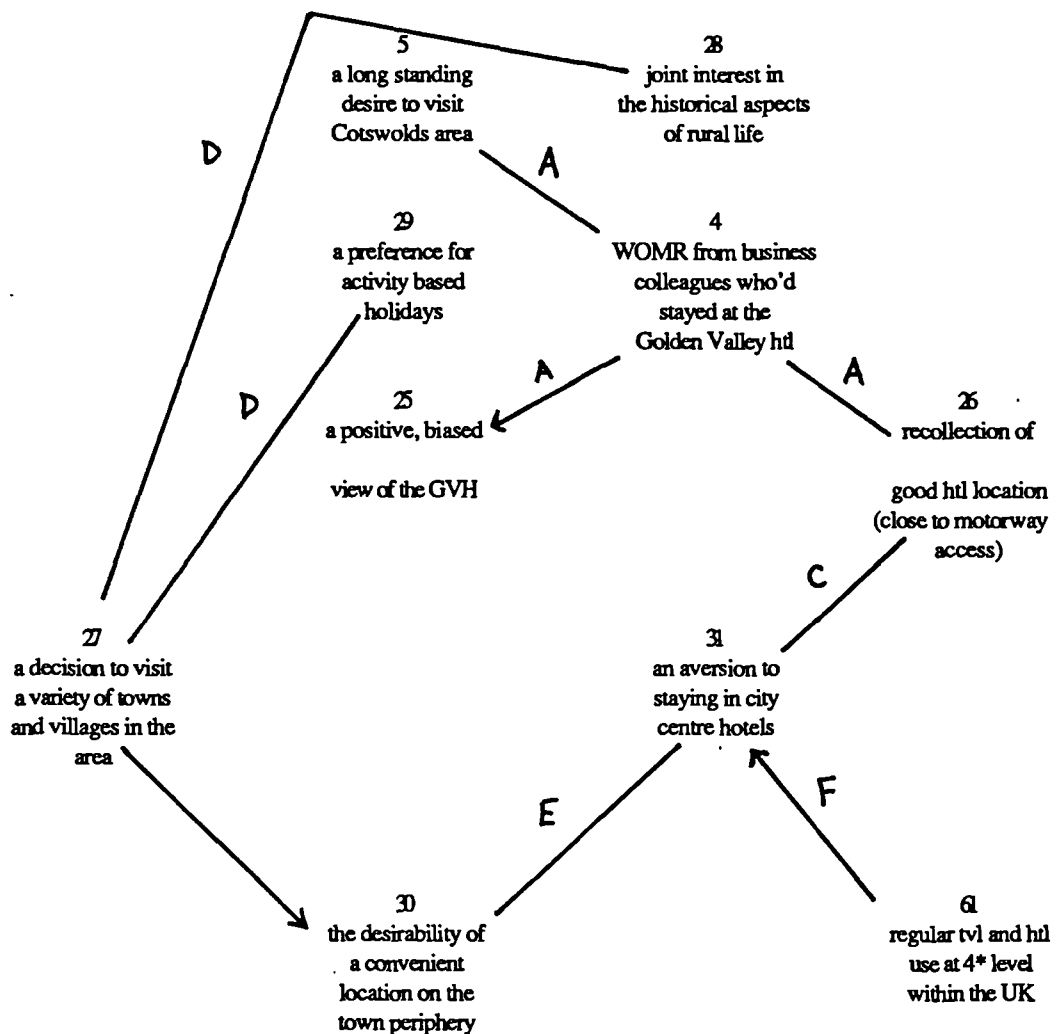 5
a long standing
desire to visit
Cotswolds area
28
joint interest in
the historical aspects
of rural life
D
A
29
a preference for
activity based
holidays
4
WOMR from business
colleagues who'd
stayed at the
Golden Valley htl
D
A
A
25
a positive, biased
view of the GVH
26
recollection of
good htl location
(close to motorway
access)
C
27
a decision to visit
a variety of towns
and villages in the
area
31
an aversion to
staying in city
centre hotels
E
F
30
the desirability of
a convenient
location on the
town periphery
61
regular tvl and htl
use at 4* level
within the UK